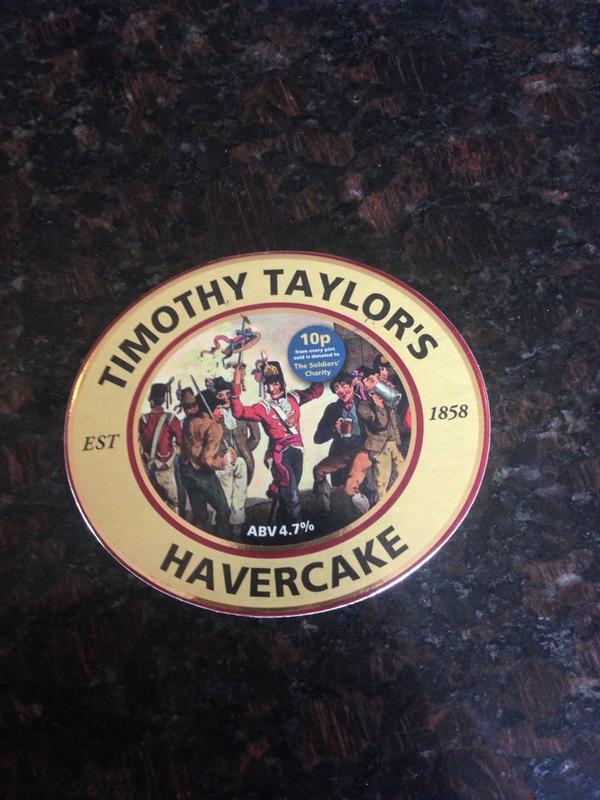 TIMOTHY TAYLOR'S
10p
from every pint
sold is donated to
The Soldiers'
Charity
EST
1858
ABV 4.7%
HAVERCAKE